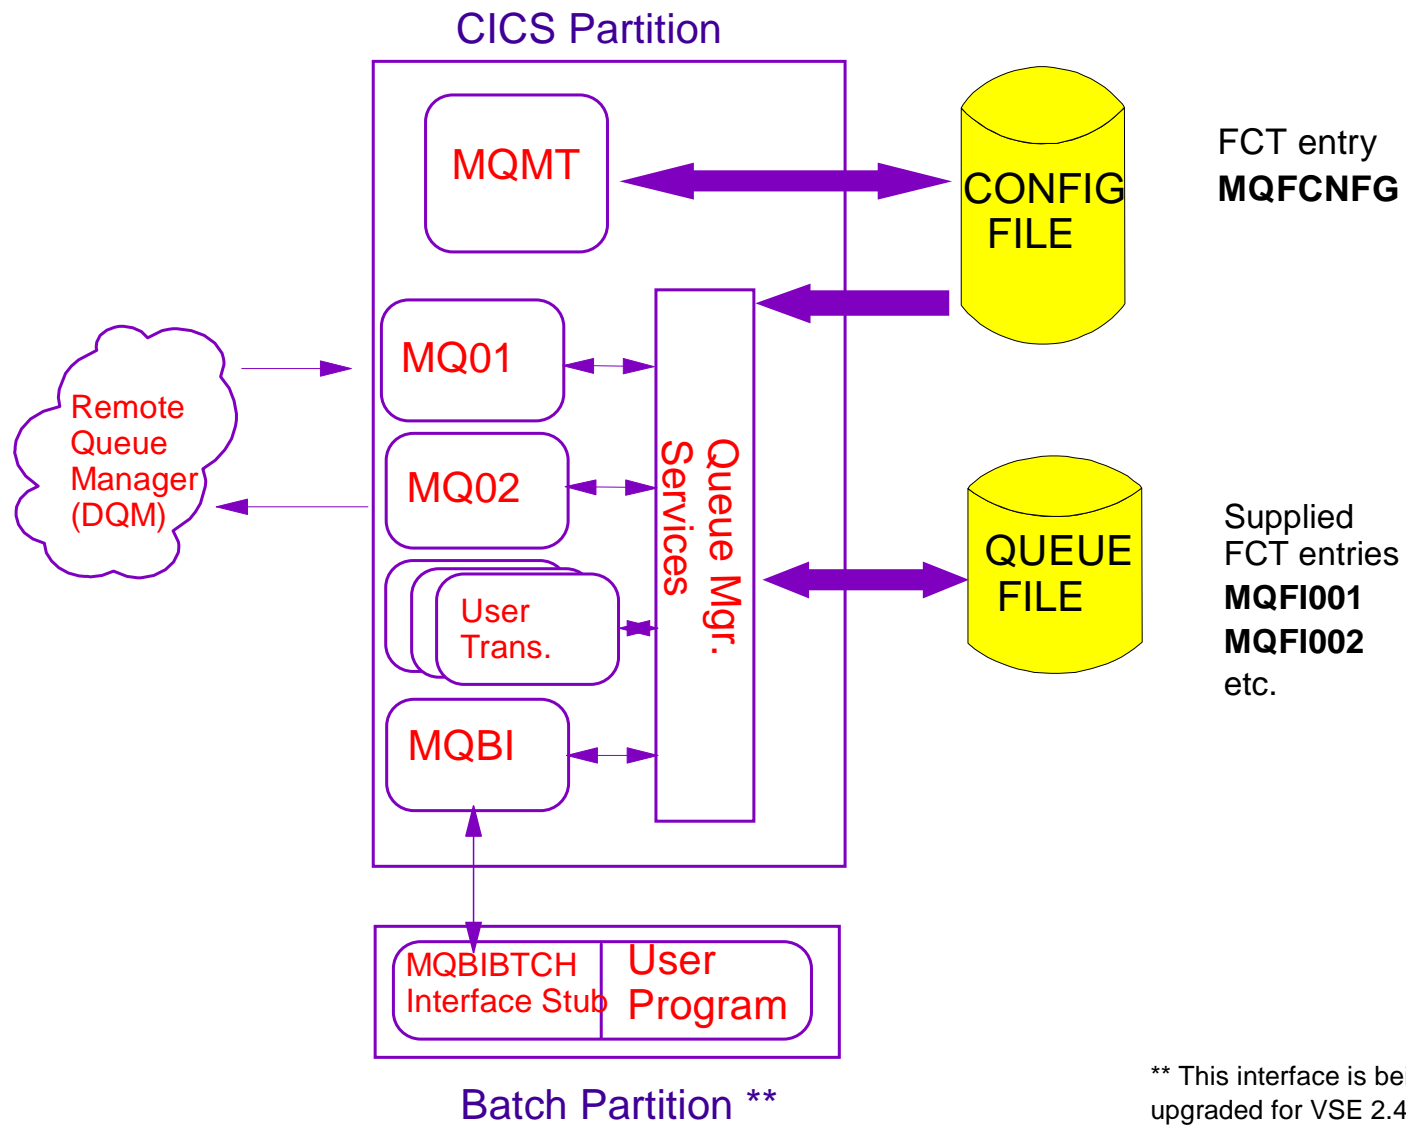 CICS Partition
MQMT
CONFIG
FILE
FCT entry
MQFCNFG
MQ01
Remote
Queue
Manager
(DQM)
MQ02
Queue Mgr.
Services
QUEUE
FILE
Supplied
FCT entries
MQFI001
MQFI002
etc.
User
Trans.
MQBI
MQBIBTCH
Interface Stub
User
Program
Batch Partition **
** This interface is
upgraded for VSE 2.4